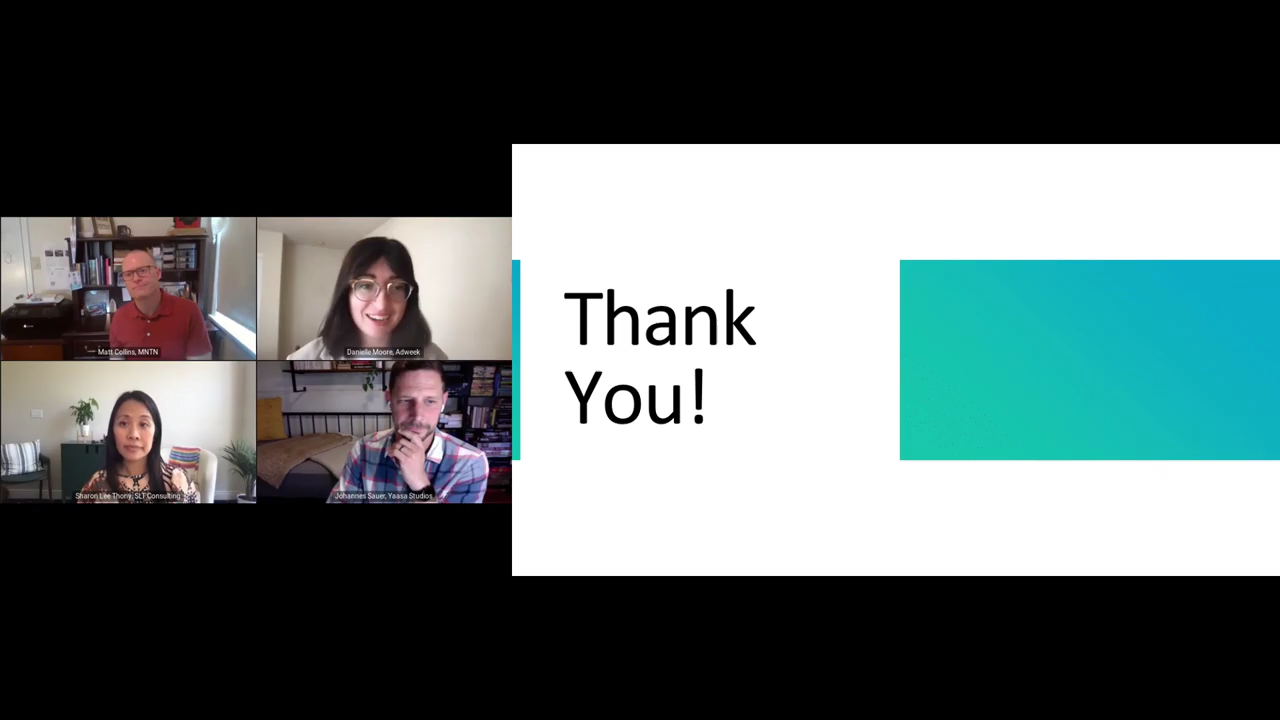 Matt Collins, MNTN
Danielle Moore, Adweek
Sharon Lee Thony, SLT Consulting
Johannes Sauer, Yaasa Studios
Thank
You!